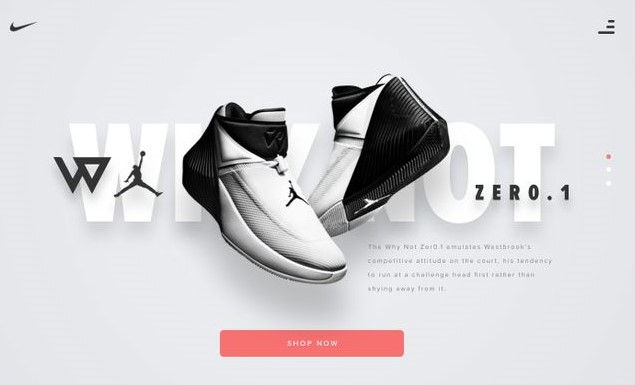 WHY NOT
ZER0.1
The Why Not Zer0.1 emulates Westbrook's
competitive attitude on the court, his tendency
to run at a challenge head first rather than
shying away from it.
SHOP NOW